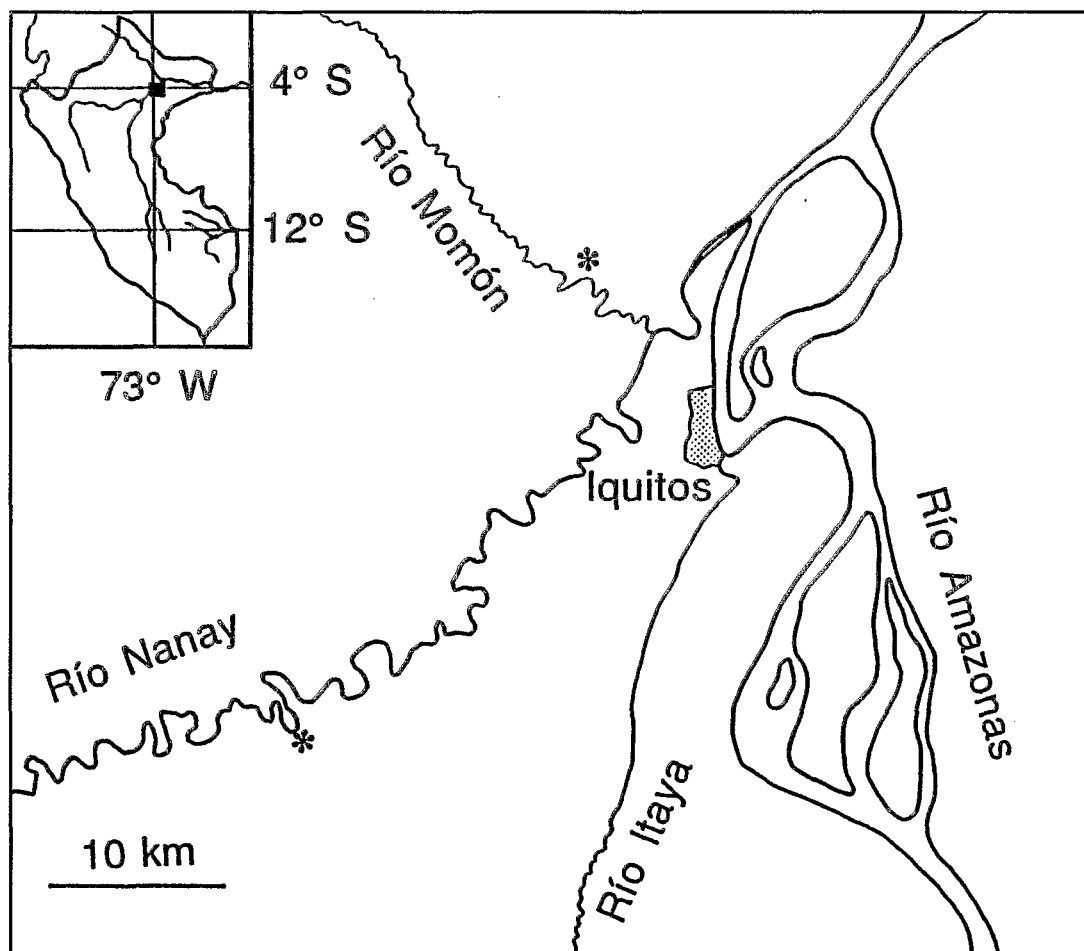 4° S
12° S
73° W
Río Momón
*
Iquitos
Río Amazonas
Río Nanay
*
Río Itaya
10 km